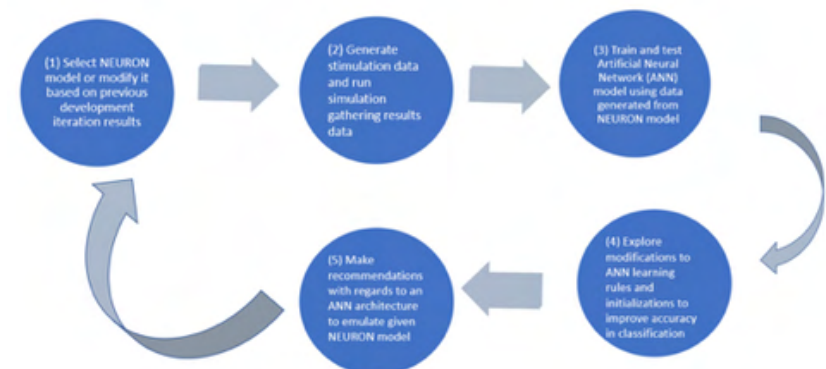 (1) Select NEURON
model or modify it
based on previous
development
iteration results
(2) Generate
stimulation data
and run
simulation
gathering results
data
(3) Train and test
Artificial Neural
Network (ANN)
model using data
generated from
NEURON model
(4) Explore
modifications to
ANN learning
rules and
initializations to
improve accuracy
in classification
(5) Make
recommendations
with regards to an
ANN architecture
to emulate given
NEURON model